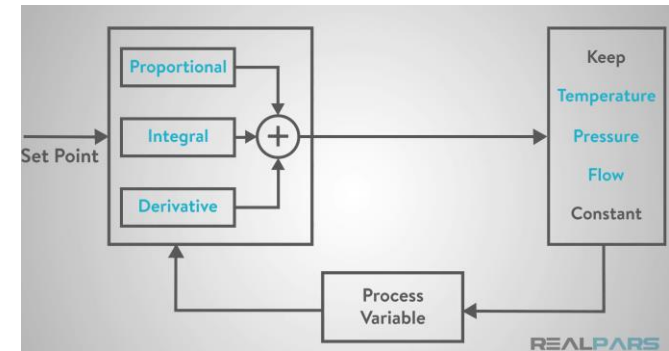 Proportional
Integral
Derivative
+
Set Point
Keep
Temperature
Pressure
Flow
Constant
Process
Variable
REALPARS